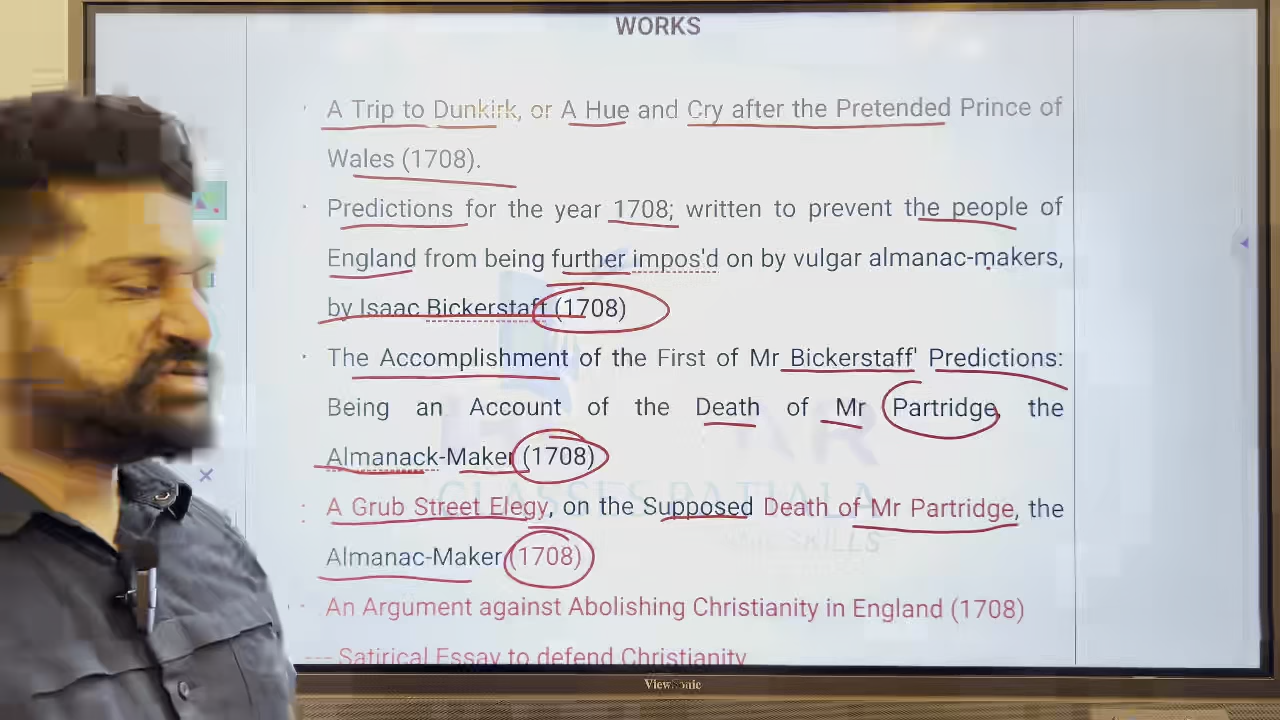 WORKS
· A Trip to Dunkirk, or A Hue and Cry after the Pretended Prince of
Wales (1708).
· Predictions for the year 1708; written to prevent the people of
England from being further impos'd on by vulgar almanac-makers,
by Isaac Bickerstaff (1708)
· The Accomplishment of the First of Mr Bickerstaff' Predictions:
Being an Account of the Death of Mr Partridge, the
Almanack-Maker (1708)
: A Grub Street Elegy, on the Supposed Death of Mr Partridge, the
Almanac-Maker (1708)
· An Argument against Abolishing Christianity in England (1708)
--- Satirical Essay to defend Christianity
CLASSES PATIALA
SKILLS
ViewSonic